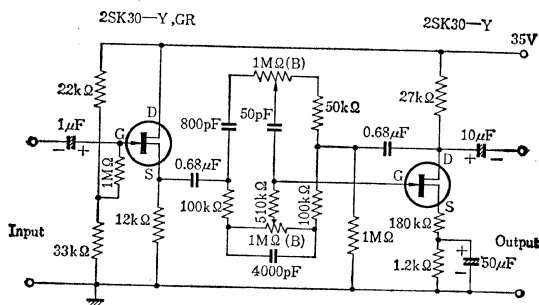 2SK30—Y,GR
2SK30—Y
35V
1MΩ(B)
22kΩ
27kΩ
50kΩ
800pF
50pF
1μF
D
G
S
+
−
0.68μF
10μF
0.68μF
D
G
S
+
−
1MΩ
100kΩ
510kΩ
100kΩ
180kΩ
12kΩ
1MΩ(B)
1MΩ
Input
33kΩ
4000pF
1.2kΩ
+
−
50μF
Output